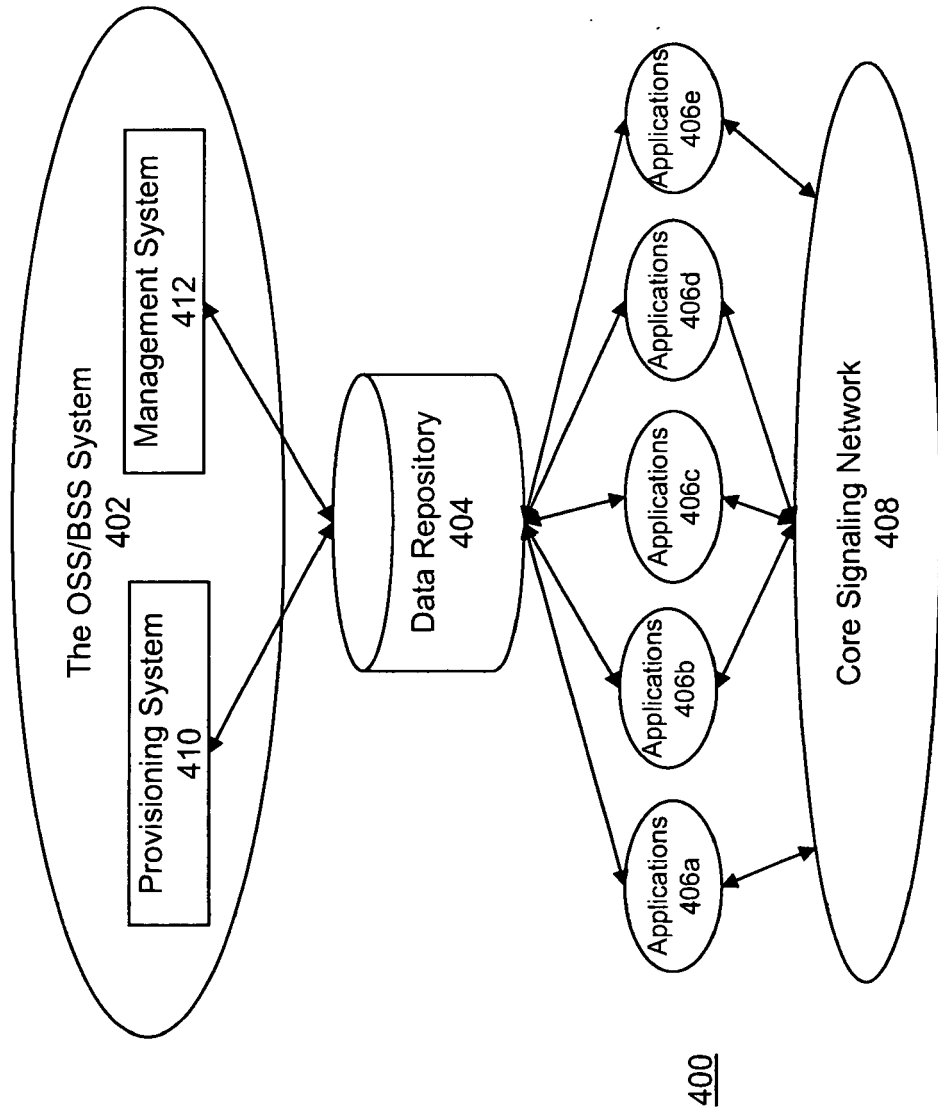 The OSS/BSS System
402
Provisioning System
410
Management System
412
Data Repository
404
Applications
406a
Applications
406b
Applications
406c
Applications
406d
Applications
406e
Core Signaling Network
408
400